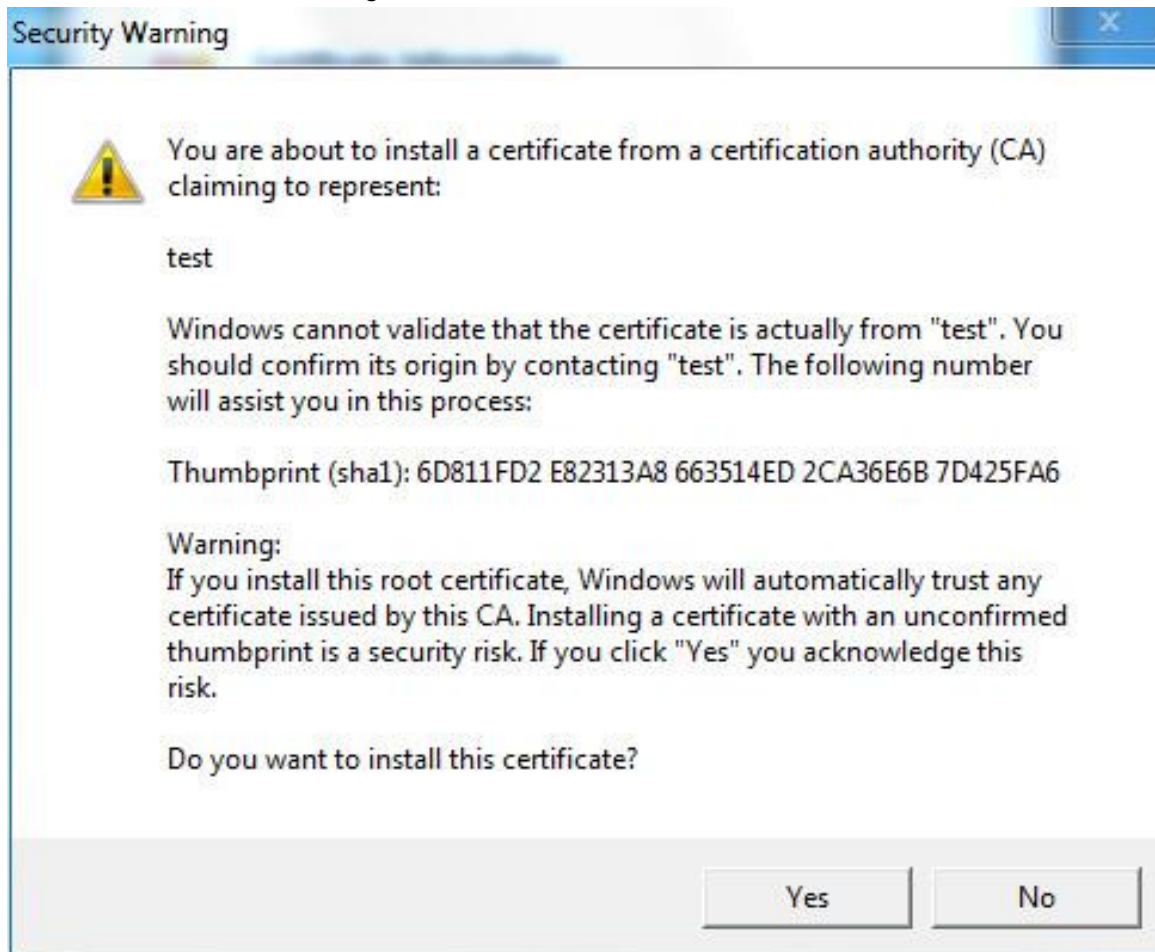 Security Warning
You are about to install a certificate from a certification authority (CA)
claiming to represent:
test
Windows cannot validate that the certificate is actually from "test". You
should confirm its origin by contacting "test". The following number
will assist you in this process:
Thumbprint (sha1): 6D811FD2 E82313A8 663514ED 2CA36E6B 7D425FA6
Warning:
If you install this root certificate, Windows will automatically trust any
certificate issued by this CA. Installing a certificate with an unconfirmed
thumbprint is a security risk. If you click "Yes" you acknowledge this
risk.
Do you want to install this certificate?
Yes
No